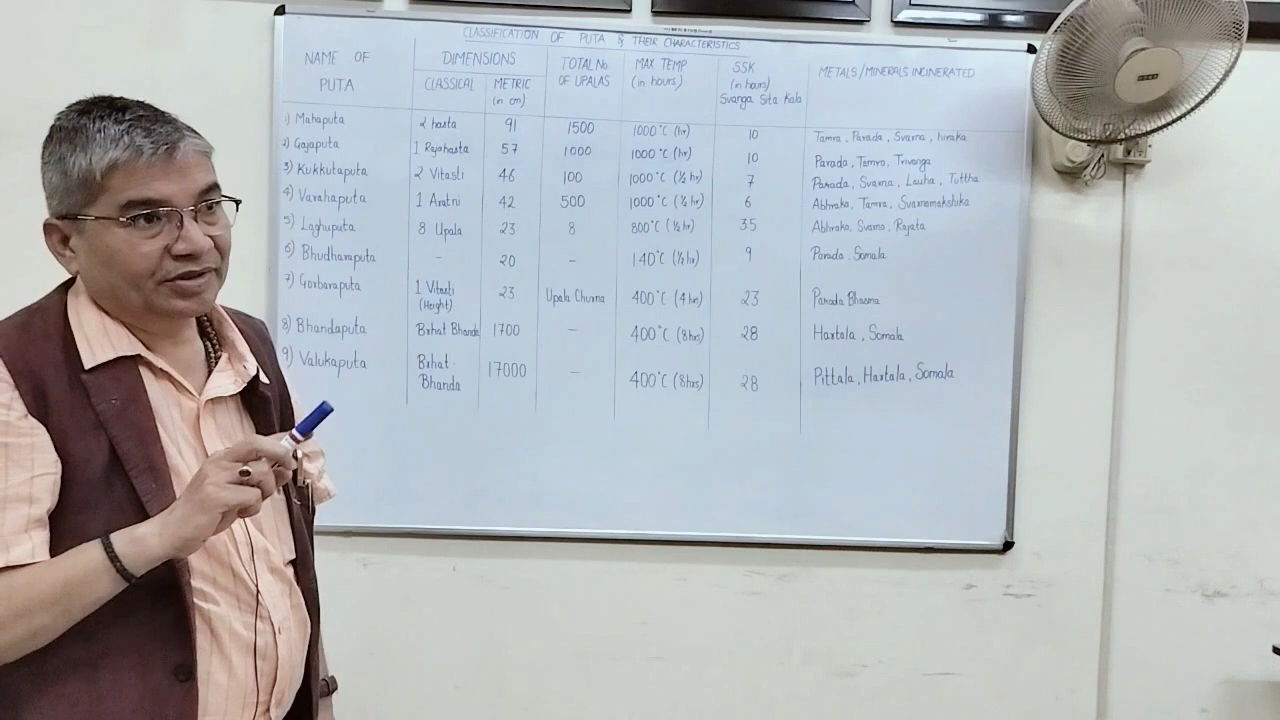 CLASSIFICATION OF PUTA & THEIR CHARACTERISTICS
NAME OF PUTA DIMENSIONS TOTAL No OF UPALAS MAX TEMP (in hours) SSK (in hours) Svanga Sita Kala METALS/MINERALS INCINERATED
CLASSICAL METRIC (in cm)
1) Mahaputa 2 hasta 91 1500 1000°C (hr) 10 Tamra, Parada, Svarna, hiraka
2) Gajaputa 1 Rajahasta 57 1000 1000°C (hr) 10 Parada, Tamra, Trivanga
3) Kukkutaputa 2 Vitasti 46 100 1000°C (½ hr) 7 Parada, Svarna, Lauha, Tuttha
4) Varahaputa 1 Aratni 42 500 1000°C (½ hr) 6 Abhraka, Tamra, Svarnamakshika
5) Laghuputa 8 Upala 23 8 800°C (½ hr) 35 Abhraka, Svarna, Rajata
6) Bhudharaputa - 20 - 140°C (½ hr) 9 Parada, Somala
7) Gorbaraputa 1 Vitasti (Height) 23 Upala Churna 400°C (4 hrs) 23 Parada Bhasma
8) Bhandaputa Brhat Bhanda 1700 - 400°C (8hrs) 28 Hartala, Somala
9) Valukaputa Brhat Bhanda 17000 - 400°C (8hrs) 28 Pittala, Hartala, Somala